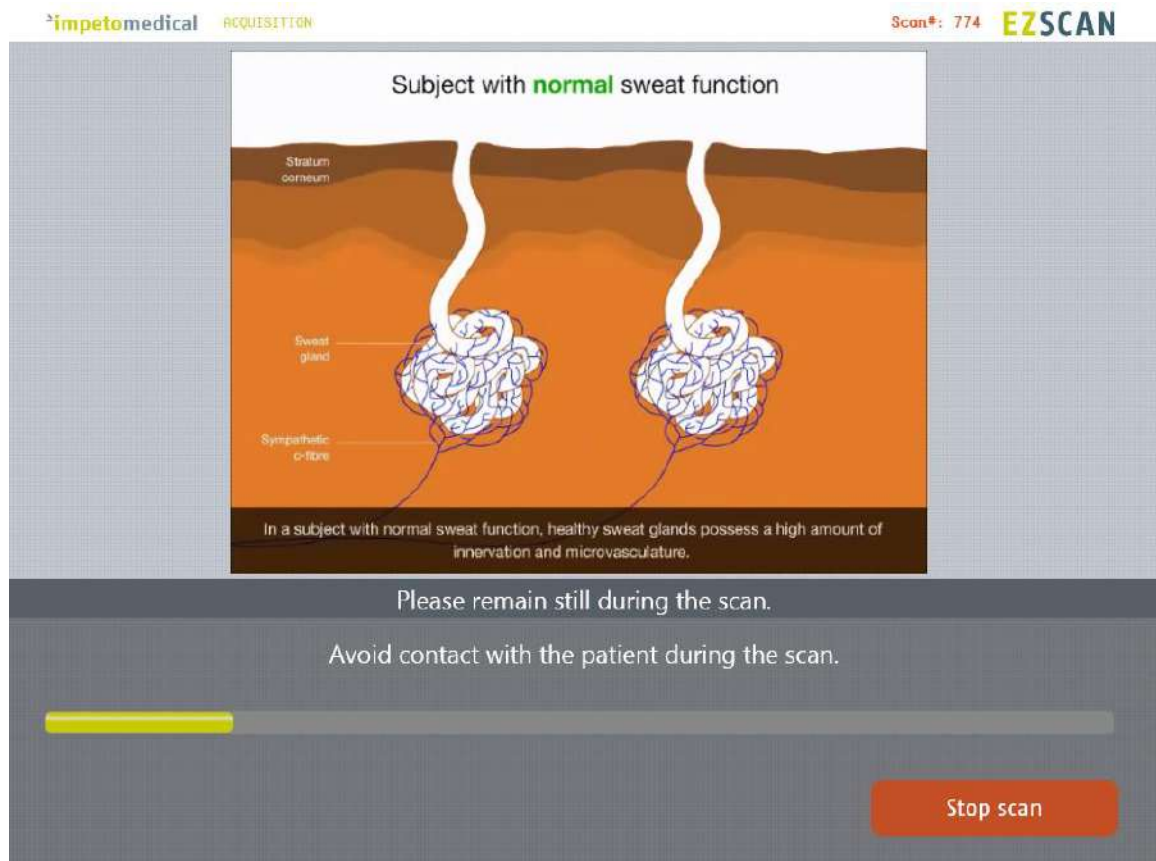 impetomedical ACQUISITION Scan#: 774 EZSCAN
Subject with normal sweat function
Stratum
corneum
Sweat
gland
Sympathetic
c-fibre
In a subject with normal sweat function, healthy sweat glands possess a high amount of
innervation and microvasculature.
Please remain still during the scan.
Avoid contact with the patient during the scan.
Stop scan